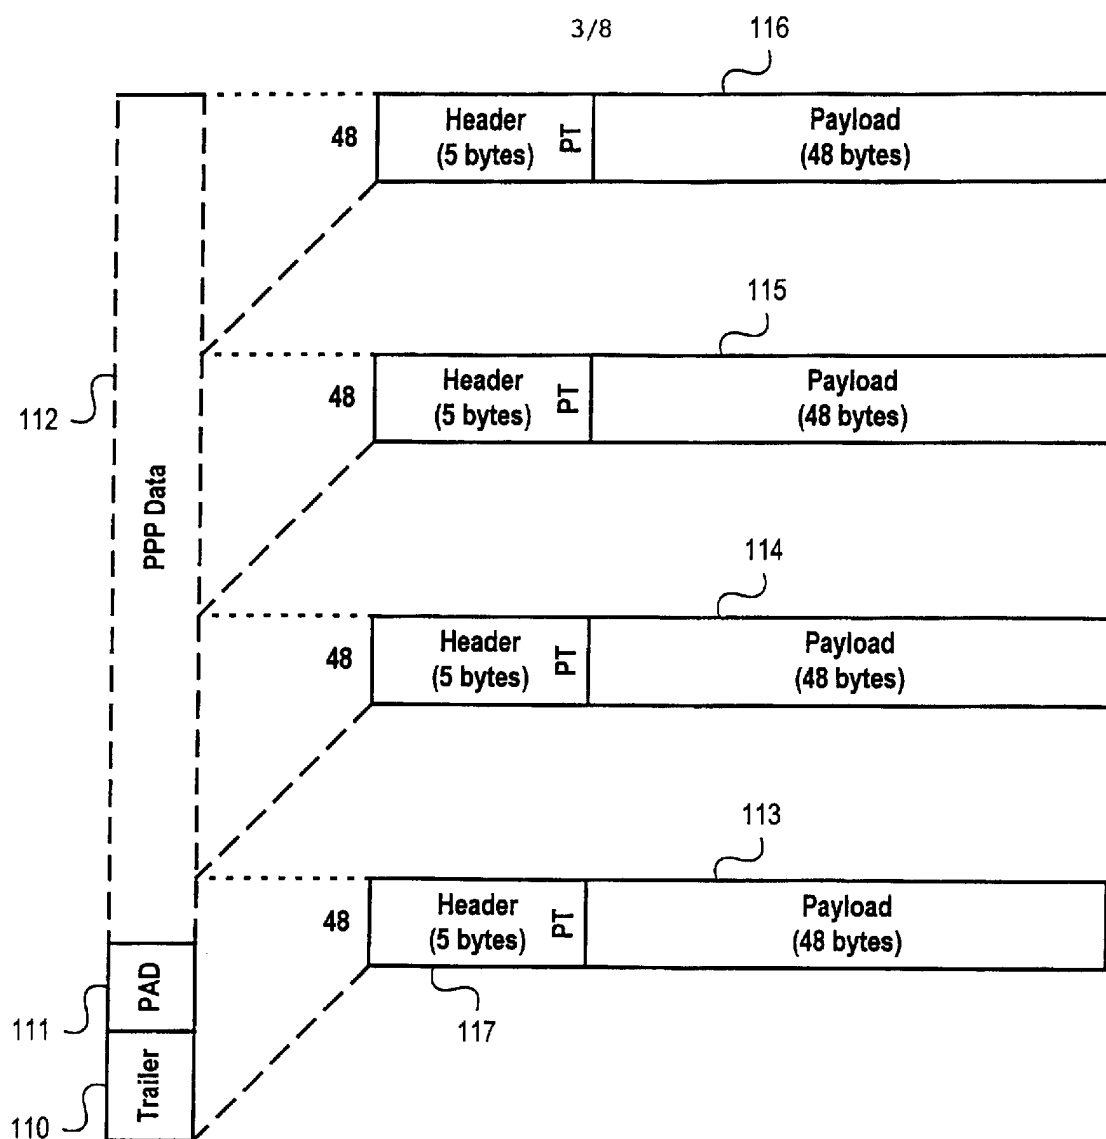 3/8
116
48
Header
(5 bytes)
PT
Payload
(48 bytes)
115
48
Header
(5 bytes)
PT
Payload
(48 bytes)
112
PPP Data
114
48
Header
(5 bytes)
PT
Payload
(48 bytes)
113
48
Header
(5 bytes)
PT
Payload
(48 bytes)
117
PAD
111
Trailer
110